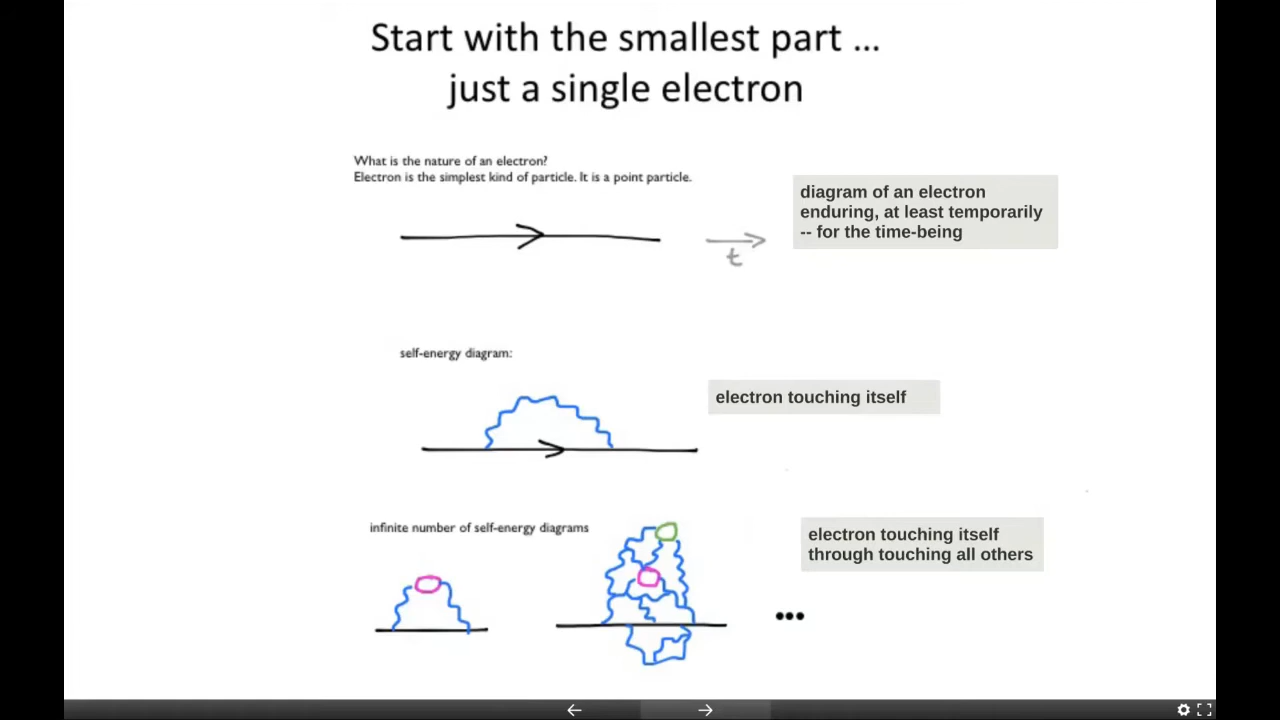 Start with the smallest part ...
just a single electron
What is the nature of an electron?
Electron is the simplest kind of particle. It is a point particle.
diagram of an electron
enduring, at least temporarily
-- for the time-being
t
self-energy diagram:
electron touching itself
infinite number of self-energy diagrams
electron touching itself
through touching all others
...